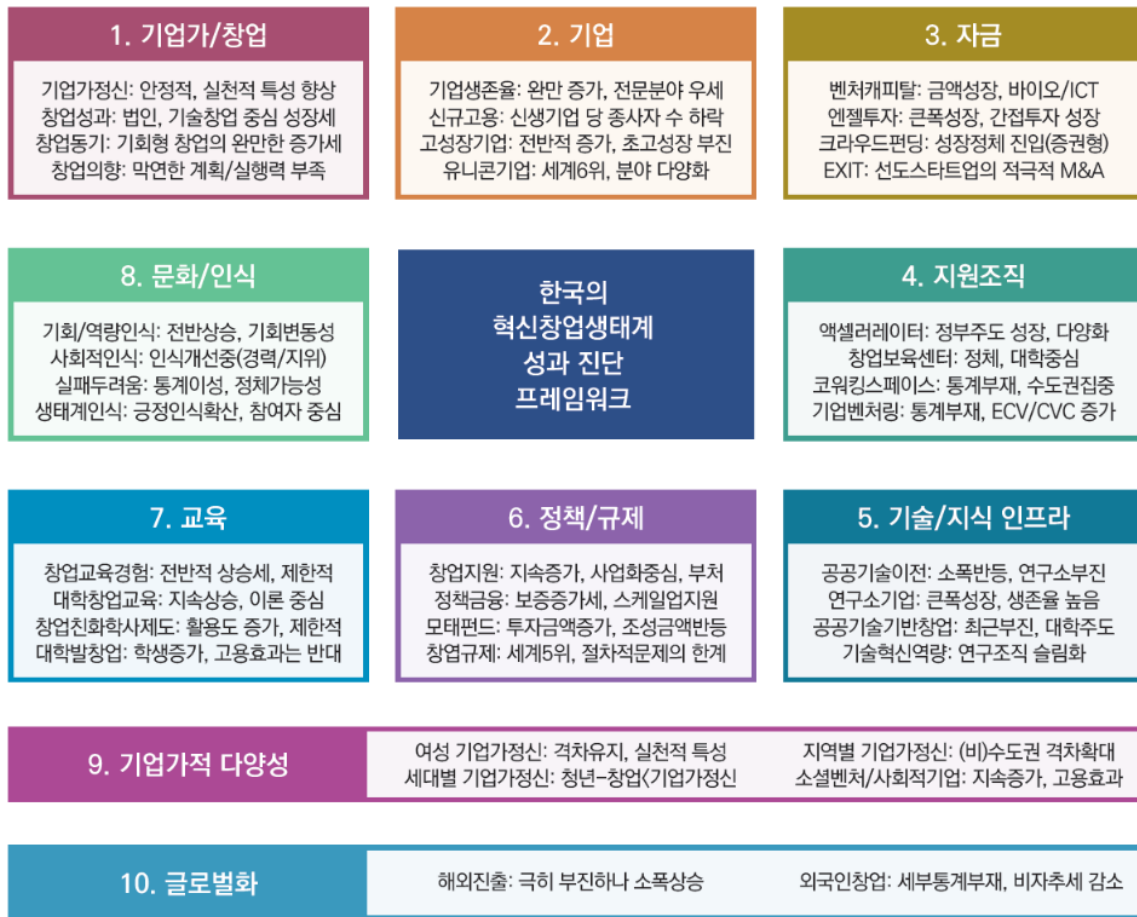 1. 기업가/창업
기업가정신: 안정적, 실천적 특성 향상
창업성과: 법인, 기술창업 중심 성장세
창업동기: 기회형 창업의 완만한 증가세
창업의향: 막연한 계획/실행력 부족
2. 기업
기업생존율: 완만 증가, 전문분야 우세
신규고용: 신생기업 당 종사자 수 하락
고성장기업: 전반적 증가, 초고성장 부진
유니콘기업: 세계6위, 분야 다양화
3. 자금
벤처캐피탈: 금액성장, 바이오/ICT
엔젤투자: 큰폭성장, 간접투자 성장
크라우드펀딩: 성장정체 진입(증권형)
EXIT: 선도스타트업의 적극적 M&A
8. 문화/인식
기회/역량인식: 전반상승, 기회변동성
사회적인식: 인식개선중(경력/지위)
실패두려움: 통계이성, 정체가능성
생태계인식: 긍정인식확산, 참여자 중심
한국의
혁신창업생태계
성과 진단
프레임워크
4. 지원조직
액셀러레이터: 정부주도 성장, 다양화
창업보육센터: 정체, 대학중심
코워킹스페이스: 통계부재, 수도권집중
기업벤처링: 통계부재, ECV/CVC 증가
7. 교육
창업교육경험: 전반적 상승세, 제한적
대학창업교육: 지속상승, 이론 중심
창업친화학사제도: 활용도 증가, 제한적
대학발창업: 학생증가, 고용효과는 반대
6. 정책/규제
창업지원: 지속증가, 사업화중심, 부처
정책금융: 보증증가세, 스케일업지원
모태펀드: 투자금액증가, 조성금액반등
창엽규제: 세계5위, 절차적문제의 한계
5. 기술/지식 인프라
공공기술이전: 소폭반등, 연구소부진
연구소기업: 큰폭성장, 생존율 높음
공공기술기반창업: 최근부진, 대학주도
기술혁신역량: 연구조직 슬림화
9. 기업가적 다양성
여성 기업가정신: 격차유지, 실천적 특성
세대별 기업가정신: 청년-창업<기업가정신
지역별 기업가정신: (비)수도권 격차확대
소셜벤처/사회적기업: 지속증가, 고용효과
10. 글로벌화
해외진출: 극히 부진하나 소폭상승
외국인창업: 세부통계부재, 비자추세 감소